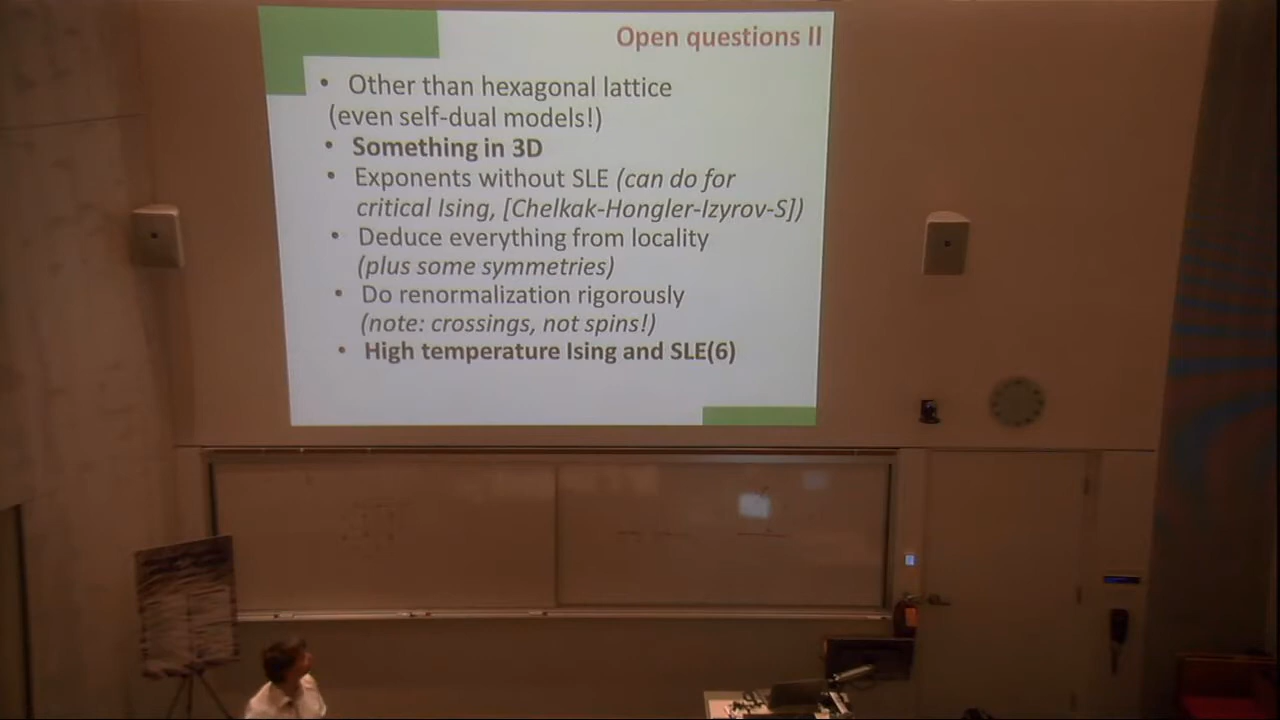 Open questions II
• Other than hexagonal lattice
(even self-dual models!)
• Something in 3D
• Exponents without SLE (can do for
critical Ising, [Chelkak-Hongler-Izyrov-S])
• Deduce everything from locality
(plus some symmetries)
• Do renormalization rigorously
(note: crossings, not spins!)
• High temperature Ising and SLE(6)